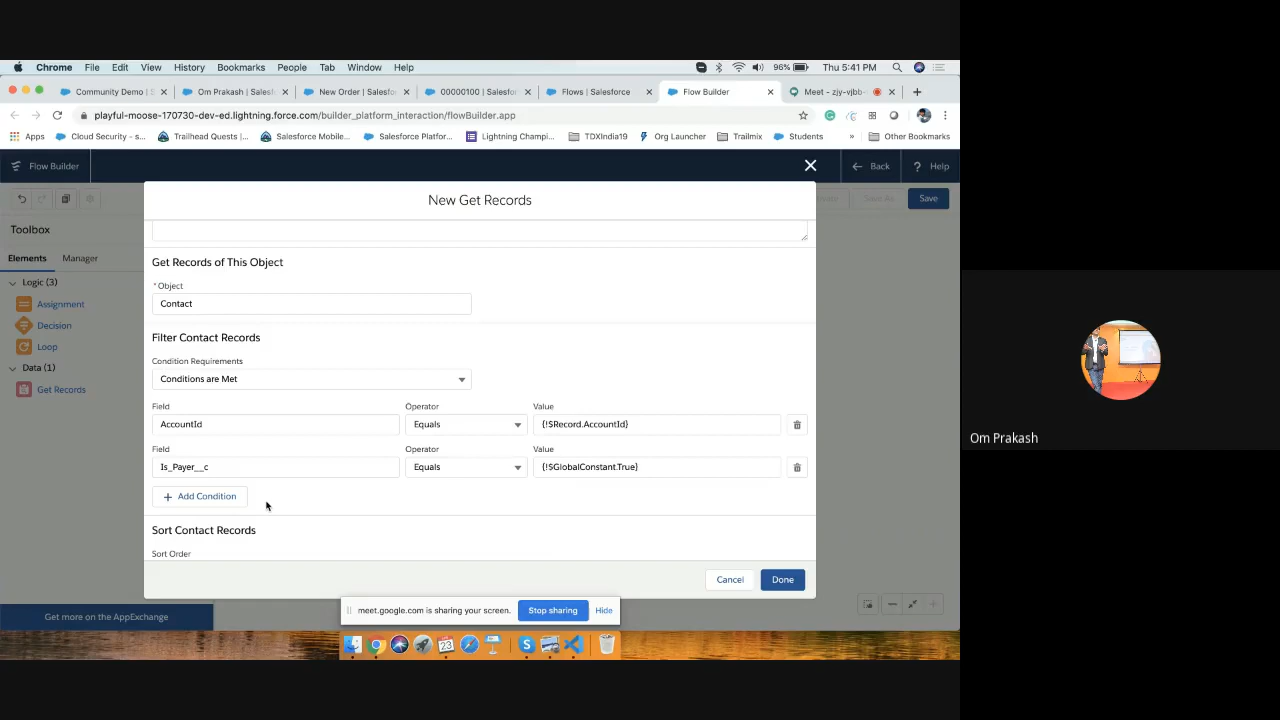 Chrome File Edit View History Bookmarks People Tab Window Help 96% Thu 5:41 PM
Community Demo | S Om Prakash | Salesf New Order | Salesfo 00000100 | Salesfor Flows | Salesforce Flow Builder Meet - zjy-vjbb-
playful-moose-170730-dev-ed.lightning.force.com/builder_platform_interaction/flowBuilder.app
Apps Cloud Security - s... Trailhead Quests -... Salesforce Mobile... Salesforce Platfor... Lightning Champi... TDXIndia19 Org Launcher Trailmix Students » Other Bookmarks
Flow Builder Back ? Help
New Get Records
Save As Save
Toolbox
Elements Manager
Logic (3)
Assignment
Decision
Loop
Data (1)
Get Records
Get more on the AppExchange
Get Records of This Object
* Object
Contact
Filter Contact Records
Condition Requirements
Conditions are Met
Field Operator Value
AccountId Equals {!$Record.AccountId}
Field Operator Value
Is_Payer__c Equals {!$GlobalConstant.True}
+ Add Condition
Sort Contact Records
Sort Order
Cancel Done
meet.google.com is sharing your screen. Stop sharing Hide
23
Om Prakash